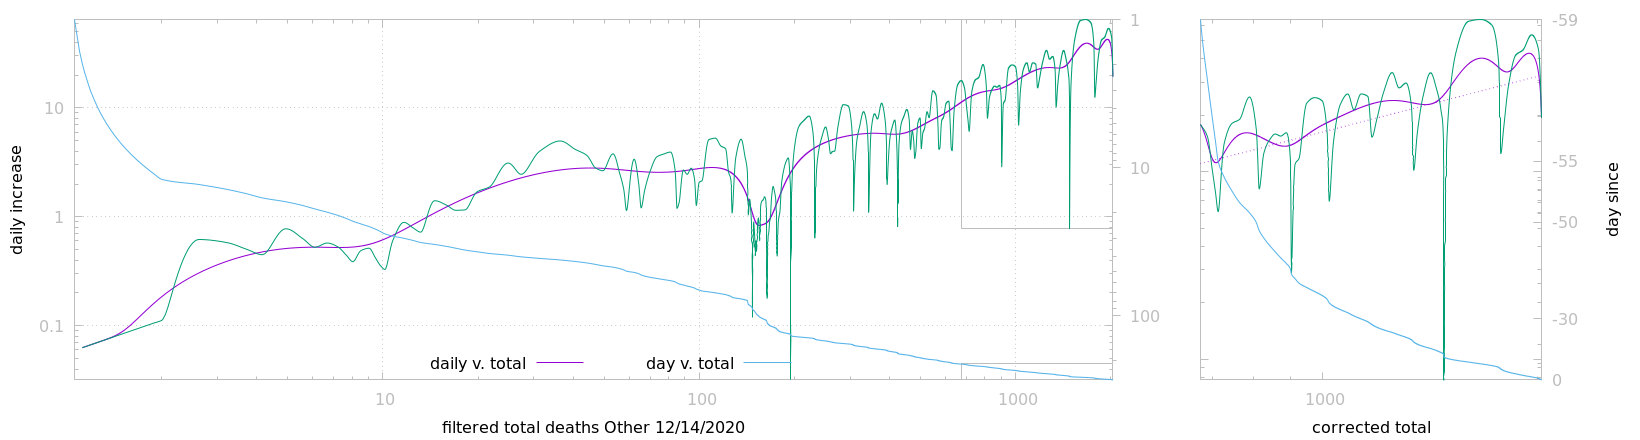 daily increase
10
1
0.1
daily v. total
day v. total
10
100
1000
filtered total deaths Other 12/14/2020
1
10
100
1000
corrected total
-59
-55
-50
-30
0
day since